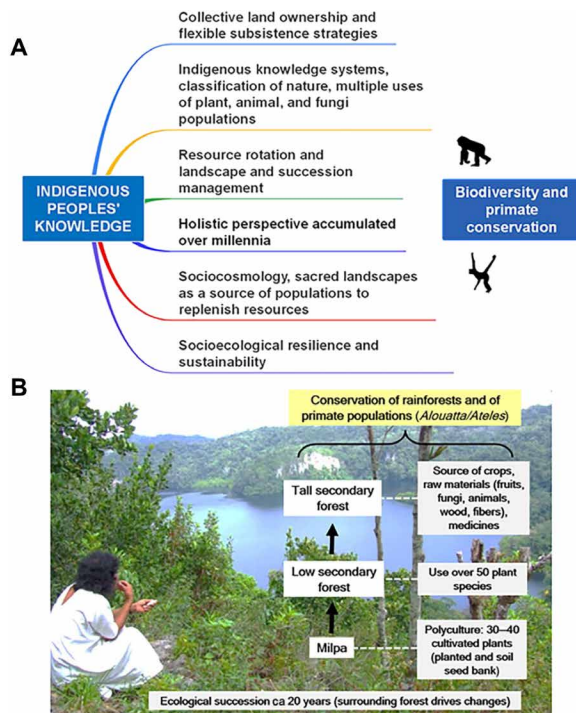 A
Collective land ownership and
flexible subsistence strategies
Indigenous knowledge systems,
classification of nature, multiple uses
of plant, animal, and fungi
populations
Resource rotation and
landscape and succession
management
INDIGENOUS
PEOPLES'
KNOWLEDGE
Holistic perspective accumulated
over millennia
Sociocosmology, sacred landscapes
as a source of populations to
replenish resources
Socioecological resilience and
sustainability
Biodiversity and
primate
conservation
B
Conservation of rainforests and of
primate populations (Alouatta/Ateles)
Tall secondary
forest
Source of crops,
raw materials (fruits,
fungi, animals,
wood, fibers),
medicines
Low secondary
forest
Use over 50 plant
species
Milpa
Polyculture: 30–40
cultivated plants
(planted and soil
seed bank)
Ecological succession ca 20 years (surrounding forest drives changes)